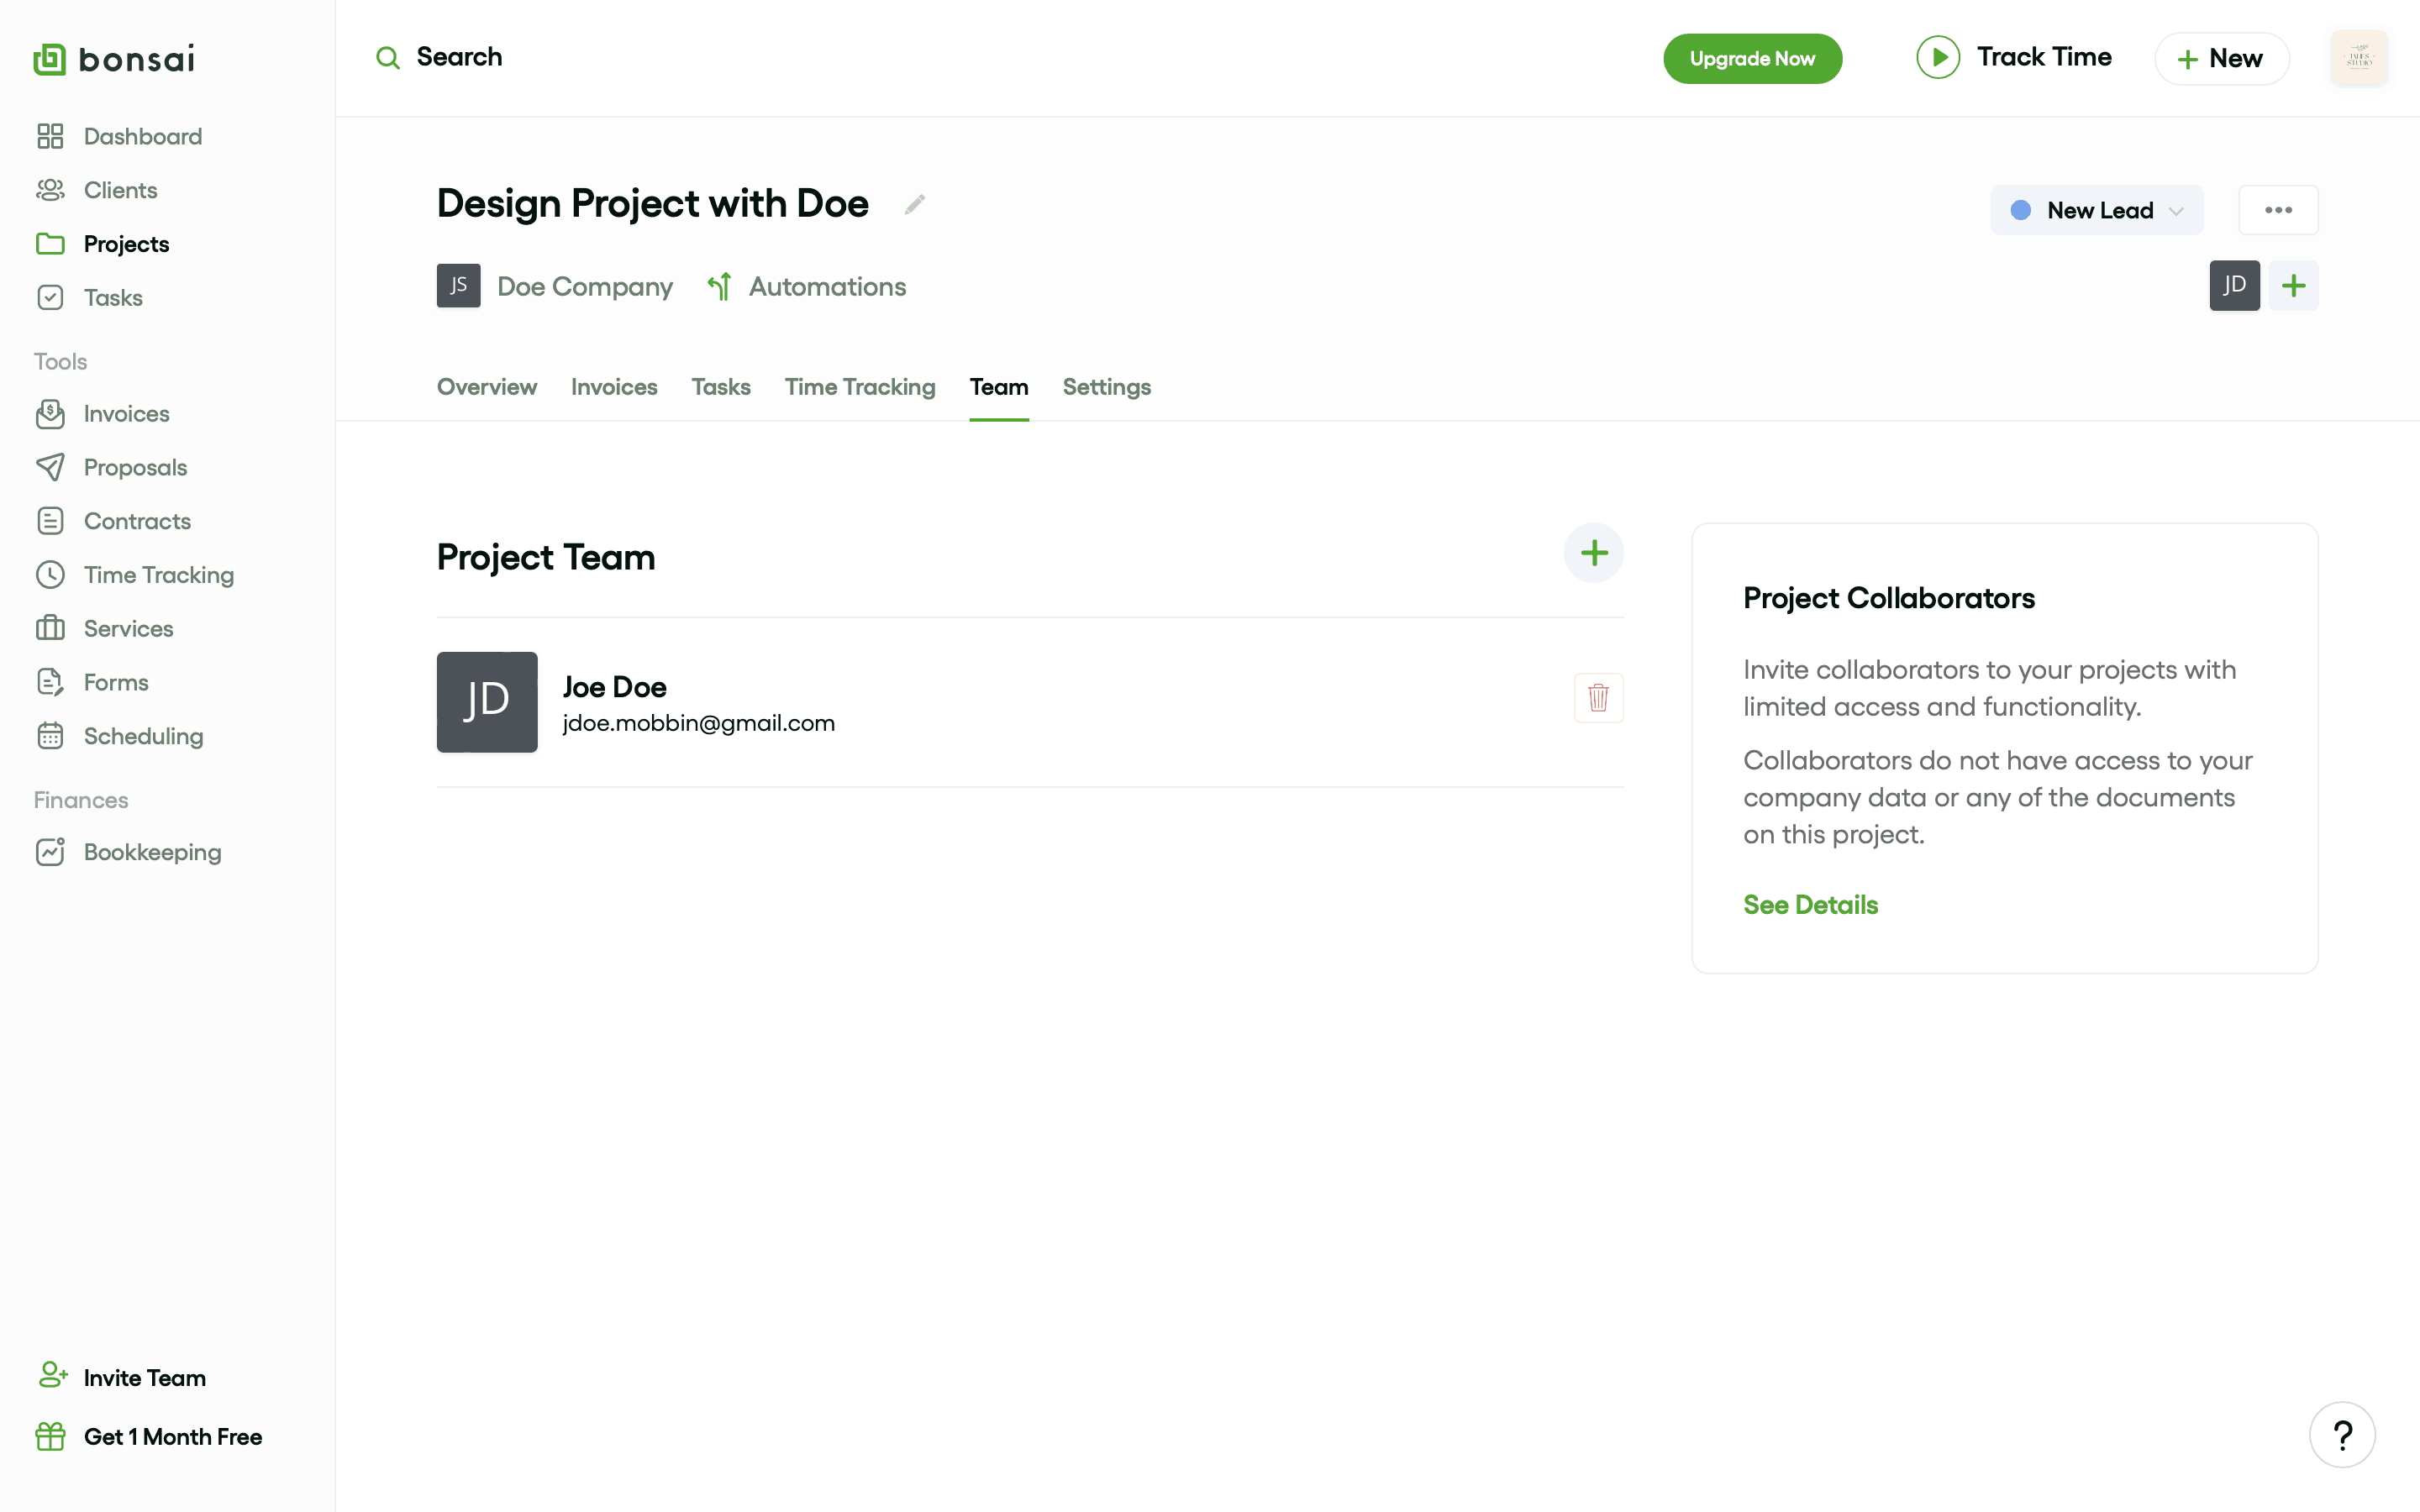 bonsai
Search
Upgrade Now
Track Time
New
JAMES
STUDIO
Dashboard
Clients
Projects
Tasks
Tools
Invoices
Proposals
Contracts
Time Tracking
Services
Forms
Scheduling
Finances
Bookkeeping
Invite Team
Get 1 Month Free
Design Project with Doe
New Lead
JS
Doe Company
Automations
JD
Overview
Invoices
Tasks
Time Tracking
Team
Settings
Project Team
JD
Joe Doe
jdoe.mobbin@gmail.com
Project Collaborators
Invite collaborators to your projects with
limited access and functionality.
Collaborators do not have access to your
company data or any of the documents
on this project.
See Details
?